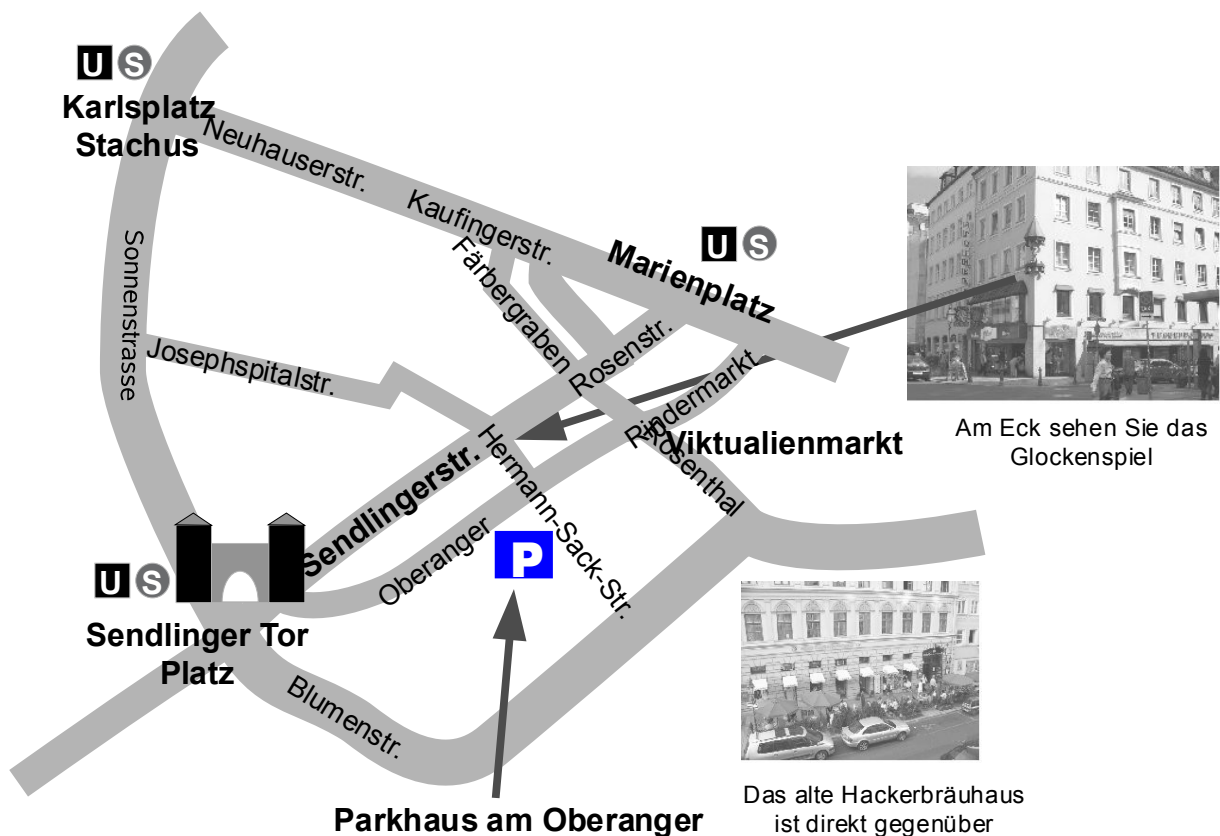 U S
Karlsplatz
Stachus
Neuhauserstr.
Kaufingerstr.
Färbergraben
U S
Marienplatz
Sonnenstrasse
Josephspitalstr.
Rosenstr.
Rindermarkt
Viktualienmarkt
Rosenthal
Am Eck sehen Sie das
Glockenspiel
Sendlingerstr.
Hermann-Sack-Str.
Oberanger
P
U S
Sendlinger Tor
Platz
Blumenstr.
Parkhaus am Oberanger
Das alte Hackerbräuhaus
ist direkt gegenüber